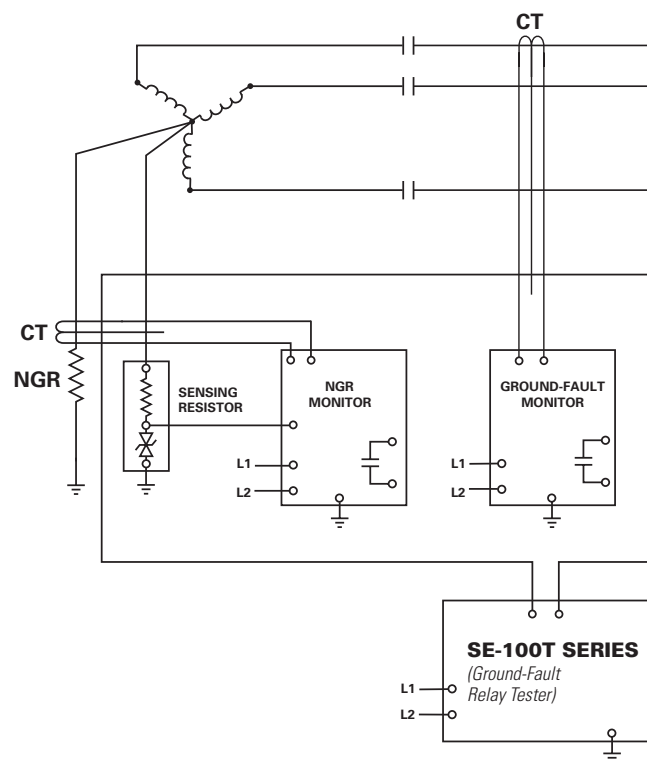 CT
CT
NGR
SENSING
RESISTOR
NGR
MONITOR
L1
L2
GROUND-FAULT
MONITOR
L1
L2
SE-100T SERIES
(Ground-Fault
Relay Tester)
L1
L2